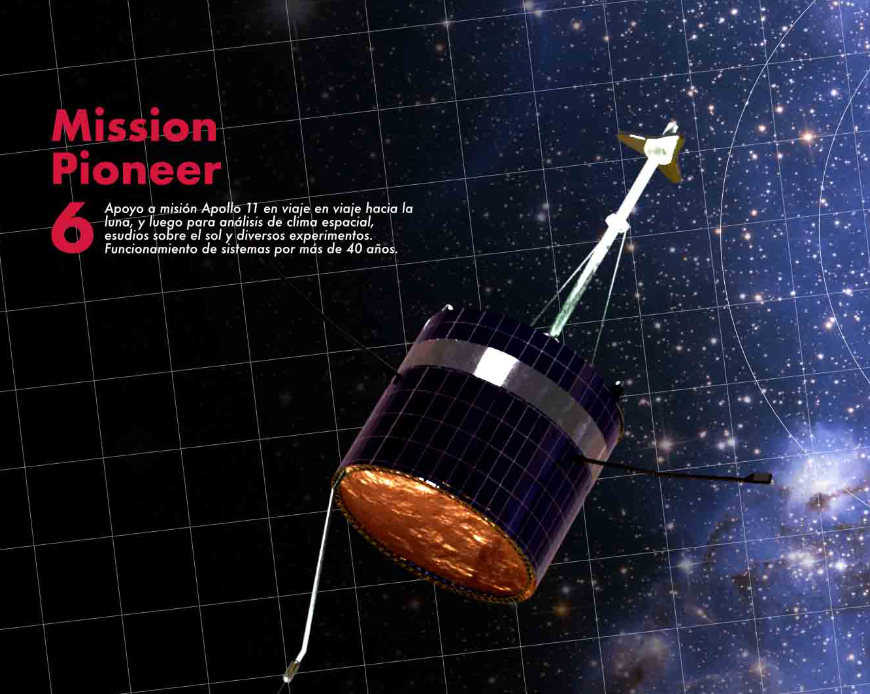 Mission
Pioneer
6
Apoyo a misión Apollo 11 en viaje en viaje hacia la
luna, y luego para análisis de clima espacial,
esudios sobre el sol y diversos experimentos.
Funcionamiento de sistemas por más de 40 años.